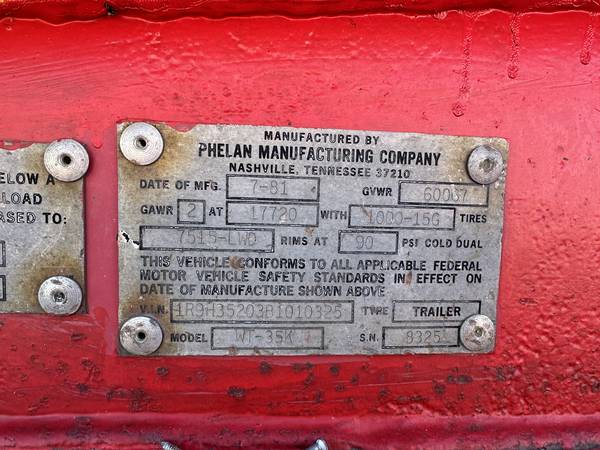 ELOW A
LOAD
ASED TO:
MANUFACTURED BY
PHELAN MANUFACTURING COMPANY
NASHVILLE, TENNESSEE 37210
DATE OF MFG. 7-81 GVWR 60037
GAWR 2 AT 17720 WITH 1000-15G TIRES
7515-LWD RIMS AT 90 PSI COLD DUAL
THIS VEHICLE CONFORMS TO ALL APPLICABLE FEDERAL
MOTOR VEHICLE SAFETY STANDARDS IN EFFECT ON
DATE OF MANUFACTURE SHOWN ABOVE
V.I.N. 1R9H35203B1010325 TYPE TRAILER
MODEL WT-35K S.N. 8325